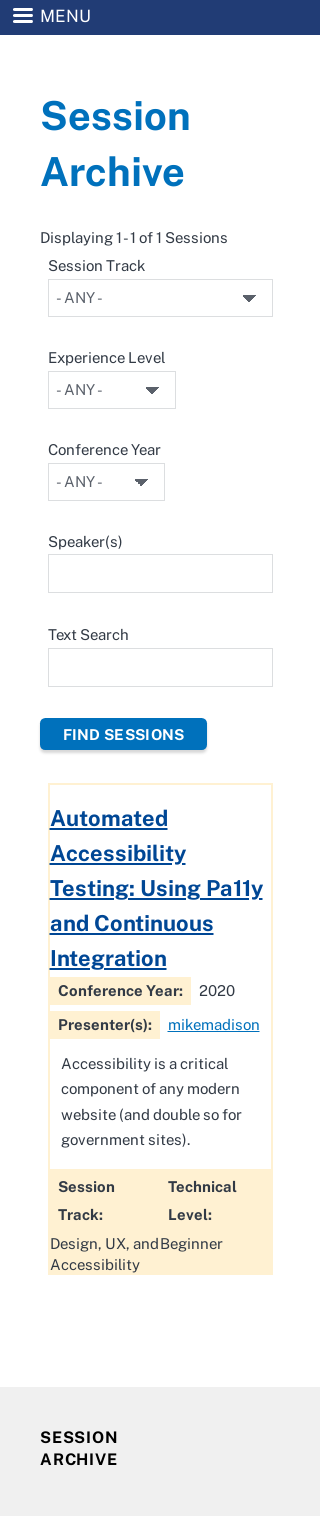 MENU
Session
Archive
Displaying 1-1 of 1 Sessions
Session Track
- ANY -
Experience Level
- ANY -
Conference Year
- ANY -
Speaker(s)
Text Search
FIND SESSIONS
Automated
Accessibility
Testing: Using Pa11y
and Continuous
Integration
Conference Year: 2020
Presenter(s): mikemadison
Accessibility is a critical
component of any modern
website (and double so for
government sites).
Session Technical
Track: Level:
Design, UX, and Beginner
Accessibility
SESSION
ARCHIVE